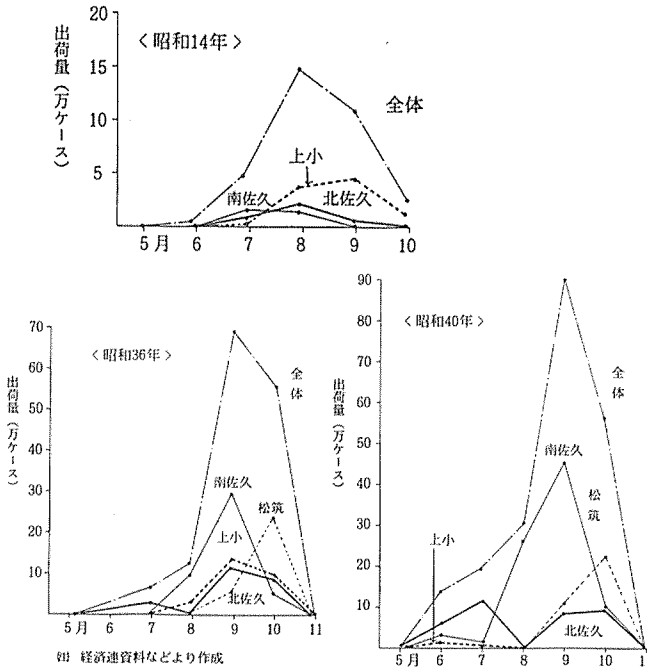 <昭和14年>
出荷量(万ケース)
20
15
10
5
全体
上小
南佐久
北佐久
5月 6 7 8 9 10
<昭和36年>
出荷量(万ケース)
70
60
50
40
30
20
10
全体
南佐久
松筑
上小
北佐久
5月 6 7 8 9 10 11
<昭和40年>
出荷量(万ケース)
90
80
70
60
50
40
30
20
10
全体
南佐久
松筑
上小
北佐久
5月 6 7 8 9 10 1
経済連資料などより作成